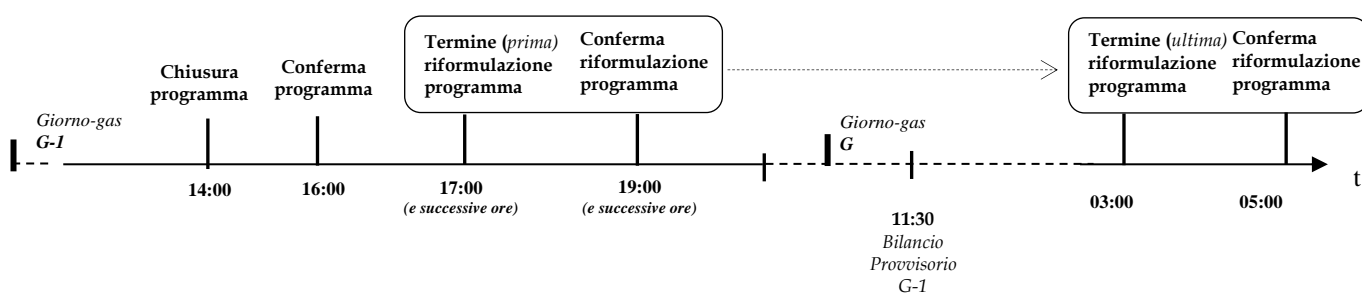 Giorno-gas
G-1
Chiusura
programma
14:00
Conferma
programma
16:00
Termine (prima)
riformulazione
programma
17:00
(e successive ore)
Conferma
riformulazione
programma
19:00
(e successive ore)
Giorno-gas
G
11:30
Bilancio
Provvisorio
G-1
Termine (ultima)
riformulazione
programma
03:00
Conferma
riformulazione
programma
05:00
t